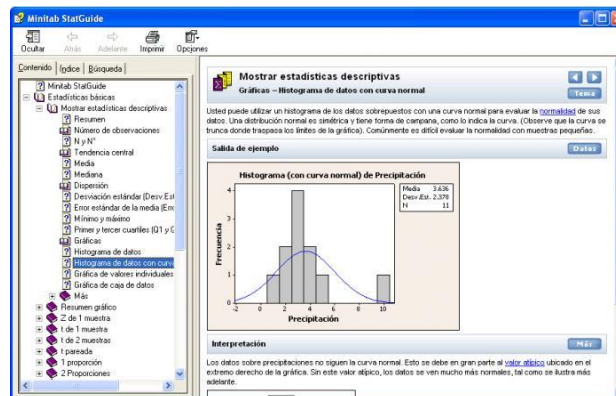 Minitab StatGuide
Ocultar Atrás Adelante Imprimir Opciones
Contenido Índice Búsqueda
Minitab StatGuide
Estadísticas básicas
Mostrar estadísticas descriptivas
Resumen
Número de observaciones
N y N*
Tendencia central
Media
Mediana
Dispersión
Desviación estándar (Desv.Est
Error estándar de la media (Erro
Mínimo y máximo
Primer y tercer cuartiles (Q1 y Q
Gráficas
Histograma de datos
Histograma de datos con curva
Gráfica de valores individuales
Gráfica de caja de datos
Más
Resumen gráfico
Z de 1 muestra
t de 1 muestra
t de 2 muestras
t pareada
1 proporción
2 Proporciones
Mostrar estadísticas descriptivas
Gráficas – Histograma de datos con curva normal
Tema
Usted puede utilizar un histograma de los datos sobrepuestos con una curva normal para evaluar la normalidad de sus
datos. Una distribución normal es simétrica y tiene forma de campana, como lo indica la curva. (Observe que la curva se
trunca donde traspasa los límites de la gráfica). Comúnmente es difícil evaluar la normalidad con muestras pequeñas.
Salida de ejemplo
Datos
Histograma (con curva normal) de Precipitación
Media 3.636
Desv.Est. 2.378
N 11
Frecuencia
4
3
2
1
0
-2 0 2 4 6 8 10
Precipitación
Interpretación
Más
Los datos sobre precipitaciones no siguen la curva normal. Esto se debe en gran parte al valor atípico ubicado en el
extremo derecho de la gráfica. Sin este valor atípico, los datos se ven mucho más normales, tal como se ilustra más
adelante.